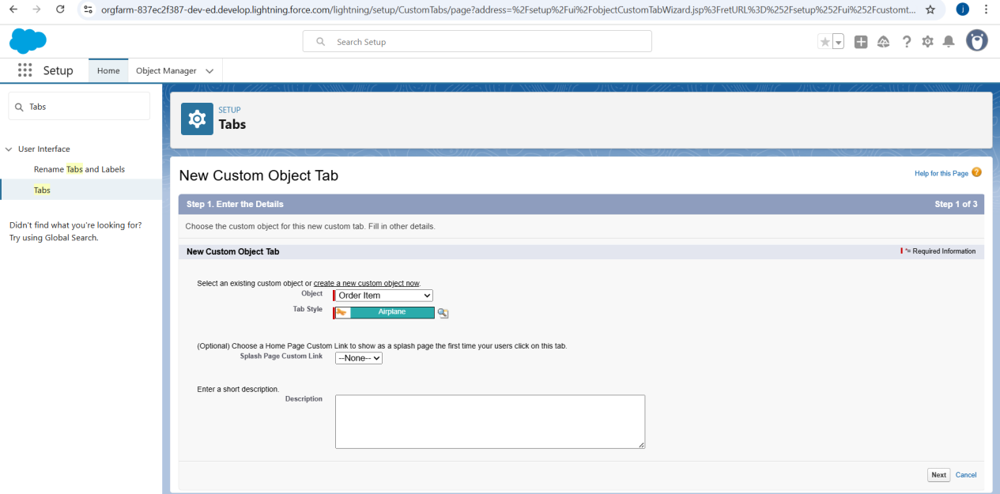 orgfarm-837ec2f387-dev-ed.develop.lightning.force.com/lightning/setup/CustomTabs/page?address=%2Fsetup%2Fui%2FobjectCustomTabWizard.jsp%3FretURL%3D%252Fsetup%252Fui%252Fcustomt...
j
Search Setup
Setup
Home
Object Manager
Tabs
User Interface
Rename Tabs and Labels
Tabs
Didn't find what you're looking for?
Try using Global Search.
SETUP
Tabs
New Custom Object Tab
Help for this Page ?
Step 1. Enter the Details
Step 1 of 3
Choose the custom object for this new custom tab. Fill in other details.
New Custom Object Tab
*= Required Information
Select an existing custom object or create a new custom object now.
Object
Order Item
Tab Style
Airplane
(Optional) Choose a Home Page Custom Link to show as a splash page the first time your users click on this tab.
Splash Page Custom Link
--None--
Enter a short description.
Description
Next
Cancel